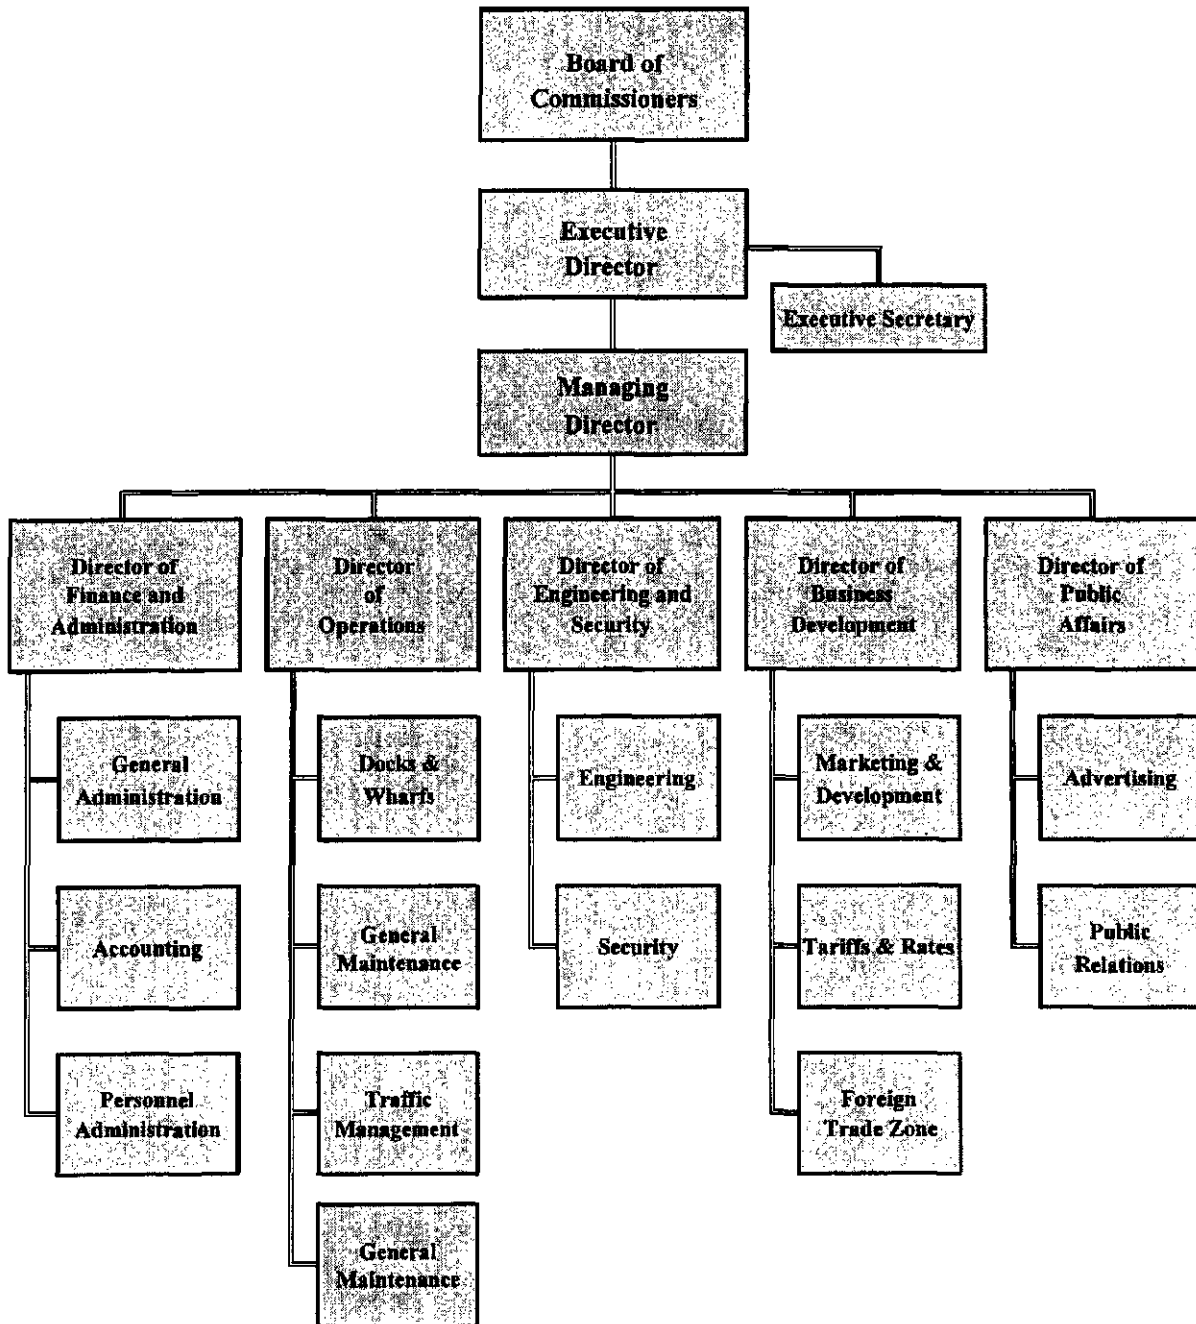 Board of
Commissioners
Executive
Director
Executive Secretary
Managing
Director
Director of
Finance and
Administration
Director
of
Operations
Director of
Engineering and
Security
Director of
Business
Development
Director of
Public
Affairs
General
Administration
Docks &
Wharfs
Engineering
Marketing &
Development
Advertising
Accounting
General
Maintenance
Security
Tariffs & Rates
Public
Relations
Personnel
Administration
Traffic
Management
Foreign
Trade Zone
General
Maintenance